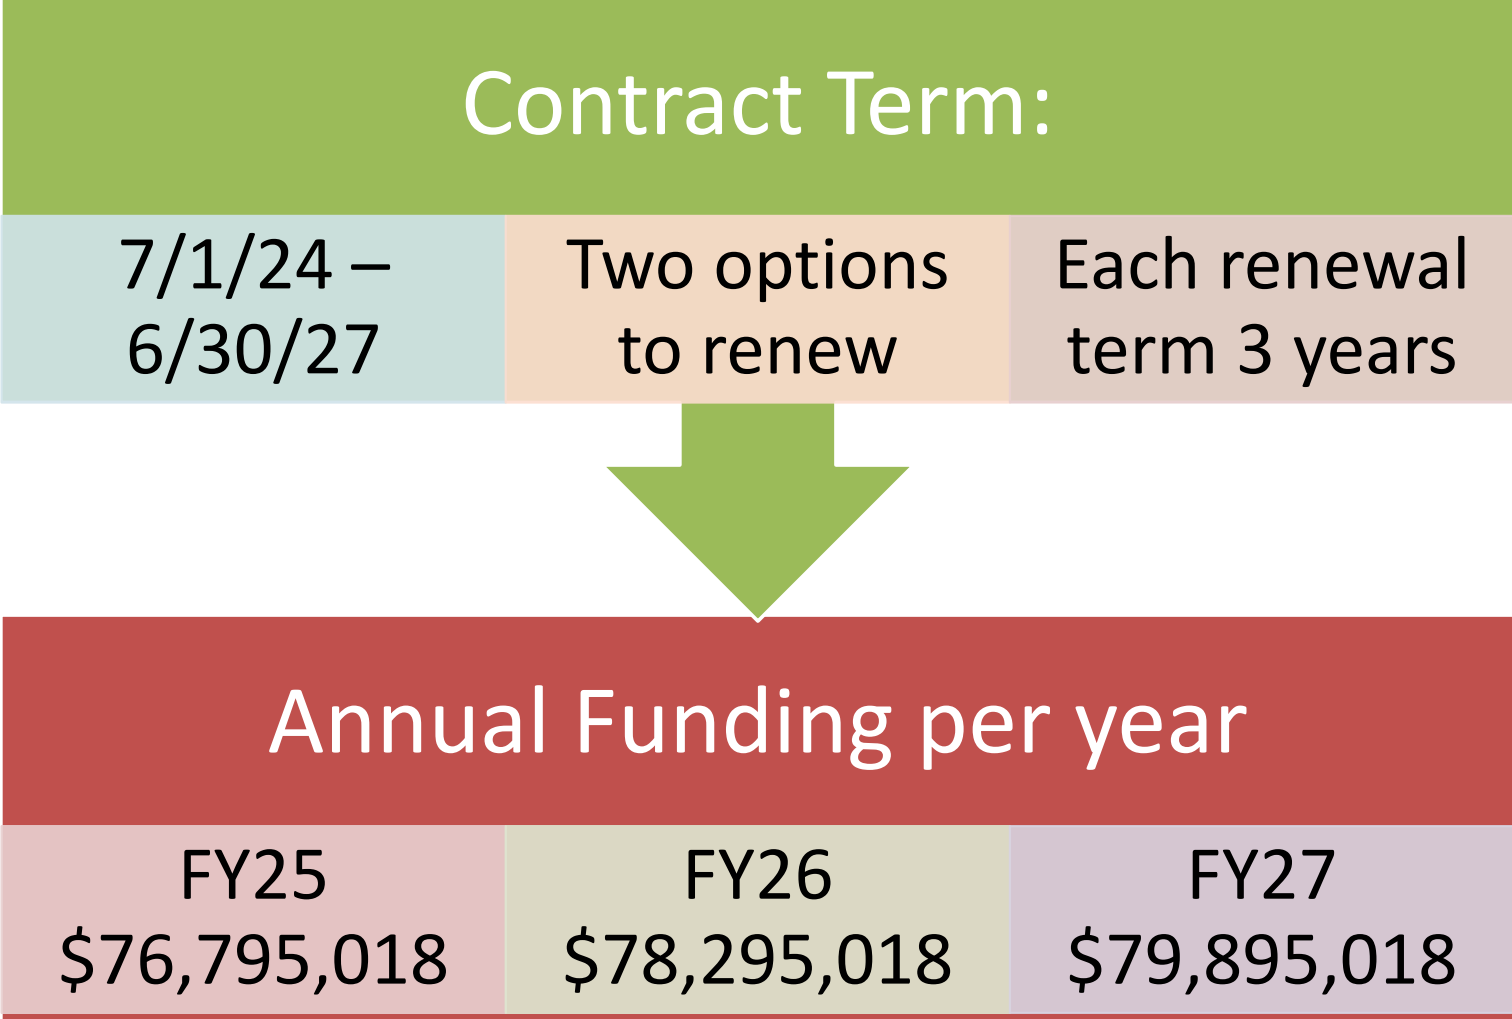 Contract Term:
7/1/24 –
6/30/27
Two options
to renew
Each renewal
term 3 years
Annual Funding per year
FY25
$76,795,018
FY26
$78,295,018
FY27
$79,895,018